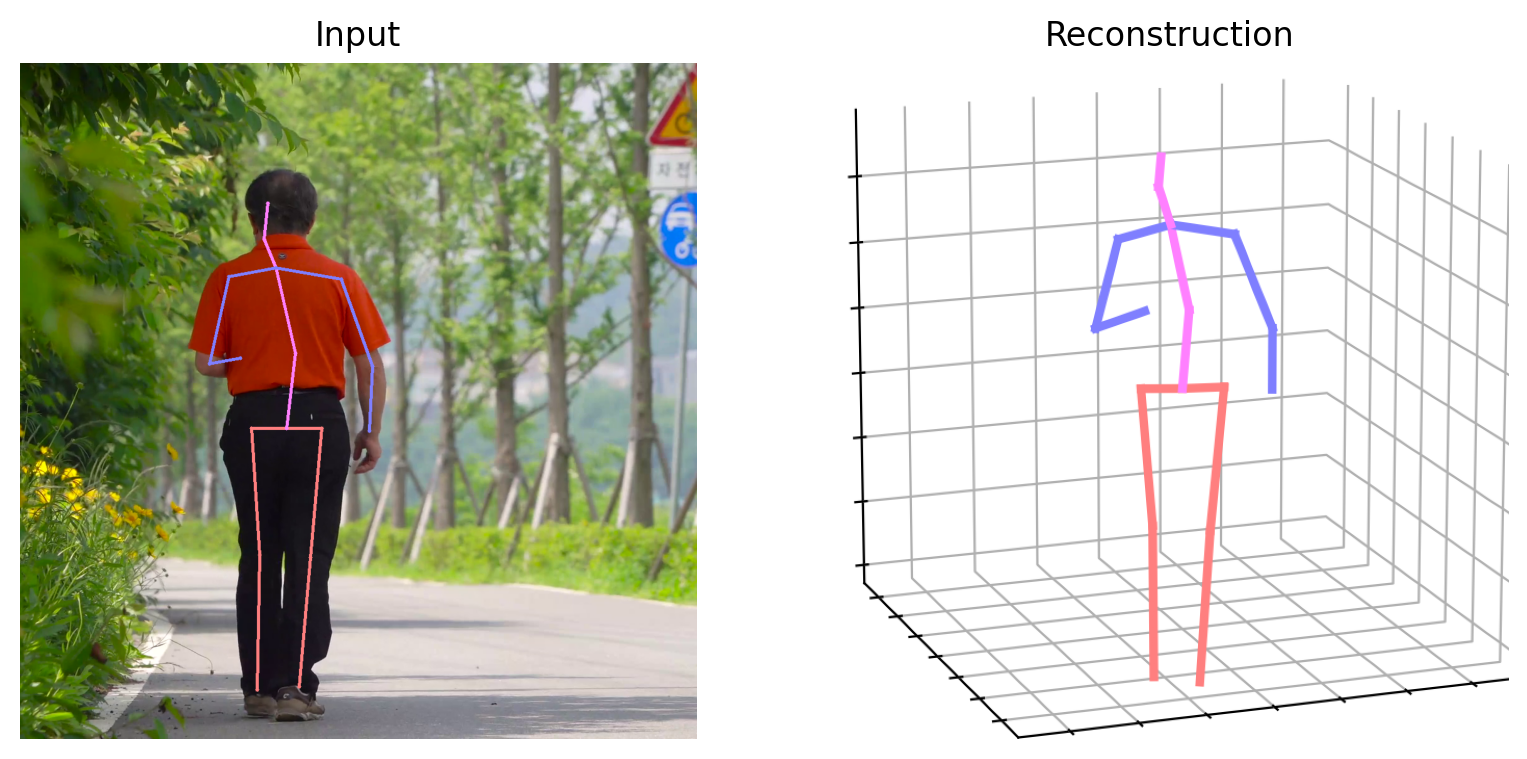 Input
Reconstruction
자 전